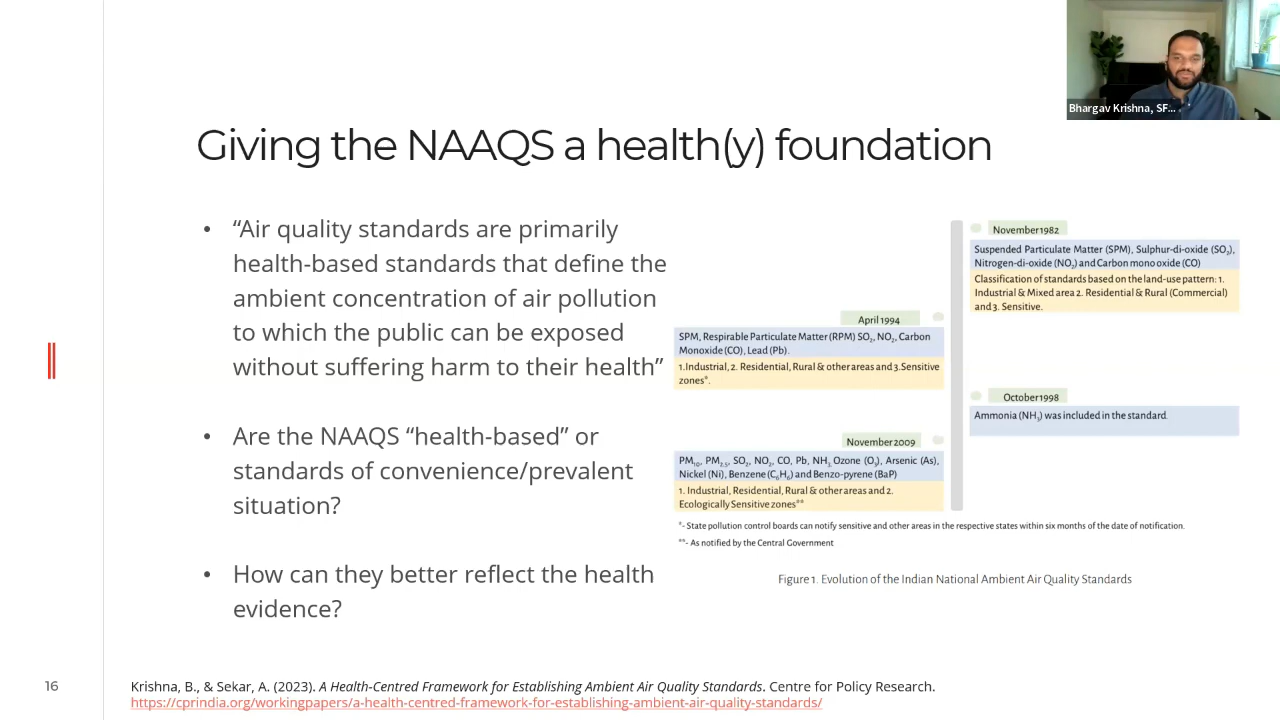 Bhargav Krishna, SF...
Giving the NAAQS a health(y) foundation
• “Air quality standards are primarily
health-based standards that define the
ambient concentration of air pollution
to which the public can be exposed
without suffering harm to their health”
• Are the NAAQS “health-based” or
standards of convenience/prevalent
situation?
• How can they better reflect the health
evidence?
November1982
Suspended Particulate Matter (SPM), Sulphur-di-oxide (SO₂),
Nitrogen-di-oxide (NO₂) and Carbon mono oxide (CO)
Classification of standards based on the land-use pattern: 1.
Industrial & Mixed area 2. Residential & Rural (Commercial)
and 3. Sensitive.
April 1994
SPM, Respirable Particulate Matter (RPM) SO₂, NO₂, Carbon
Monoxide (CO), Lead (Pb).
1.Industrial, 2. Residential, Rural & other areas and 3.Sensitive
zones*.
October1998
Ammonia (NH₃) was included in the standard.
November2009
PM₁₀, PM₂.₅, SO₂, NO₂, CO, Pb, NH₃ Ozone (O₃), Arsenic (As),
Nickel (Ni), Benzene (C₆H₆) and Benzo-pyrene (BaP)
1. Industrial, Residential, Rural & other areas and 2.
Ecologically Sensitive zones**
*- State pollution control boards can notify sensitive and other areas in the respective states within six months of the date of notification.
**- As notified by the Central Government
Figure 1. Evolution of the Indian National Ambient Air Quality Standards
16
Krishna, B., & Sekar, A. (2023). A Health-Centred Framework for Establishing Ambient Air Quality Standards. Centre for Policy Research.
https://cprindia.org/workingpapers/a-health-centred-framework-for-establishing-ambient-air-quality-standards/